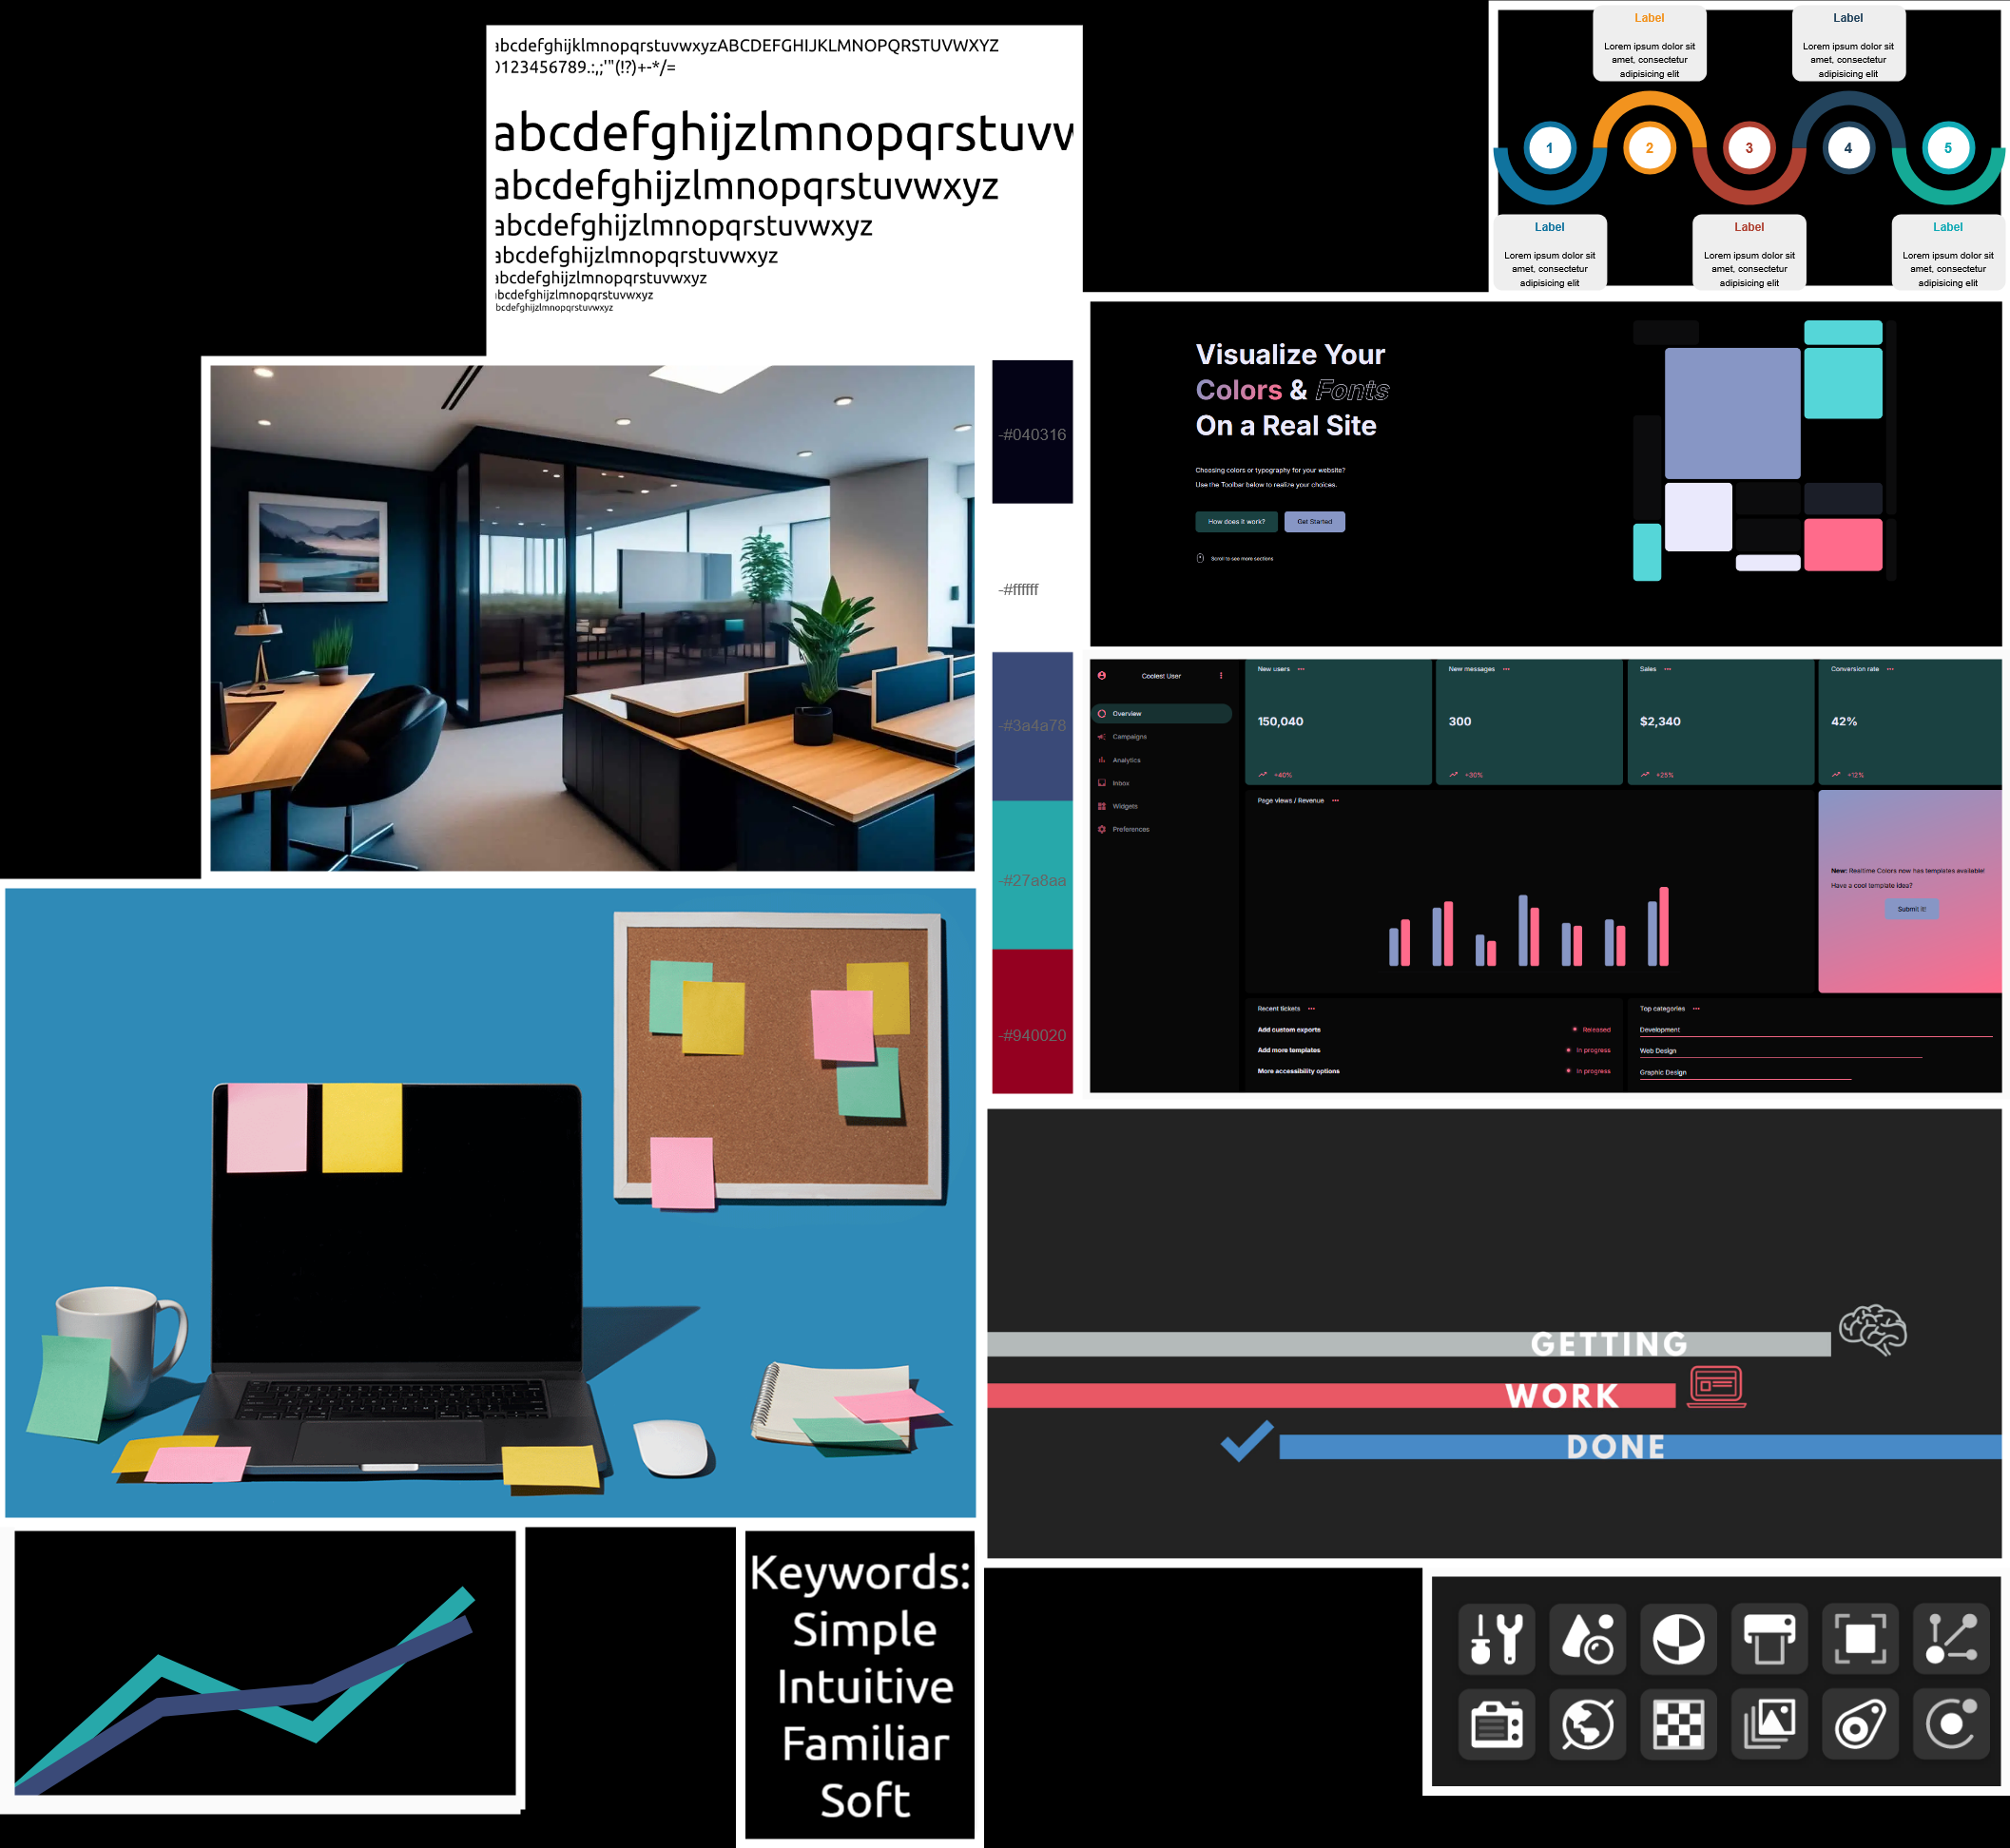 abcdefghijklmnopqrstuvwxyzABCDEFGHIJKLMNOPQRSTUVWXYZ
0123456789.:,;'"(!?)+-*/=
abcdefghijzlmnopqrstuvw
abcdefghijzlmnopqrstuvwxyz
abcdefghijzlmnopqrstuvwxyz
abcdefghijzlmnopqrstuvwxyz
abcdefghijzlmnopqrstuvwxyz
abcdefghijzlmnopqrstuvwxyz
abcdefghijzlmnopqrstuvwxyz
Label
Lorem ipsum dolor sit
amet, consectetur
adipisicing elit
Label
Lorem ipsum dolor sit
amet, consectetur
adipisicing elit
1
2
3
4
5
Label
Lorem ipsum dolor sit
amet, consectetur
adipisicing elit
Label
Lorem ipsum dolor sit
amet, consectetur
adipisicing elit
Label
Lorem ipsum dolor sit
amet, consectetur
adipisicing elit
-#040316
-#ffffff
-#3a4a78
-#27a8aa
-#940020
Visualize Your
Colors & Fonts
On a Real Site
Choosing colors or typography for your website?
Use the Toolbar below to realize your choices.
How does it work?
Get Started
Scroll to see more sections
Coolest User
Overview
Campaigns
Analytics
Inbox
Widgets
Preferences
New users
150,040
+40%
New messages
300
+30%
Sales
$2,340
+25%
Conversion rate
42%
+12%
Page views / Revenue
New: Realtime Colors now has templates available!
Have a cool template idea?
Submit it!
Recent tickets
Add custom exports
Released
Add more templates
In progress
More accessibility options
In progress
Top categories
Development
Web Design
Graphic Design
GETTING
WORK
DONE
Keywords:
Simple
Intuitive
Familiar
Soft